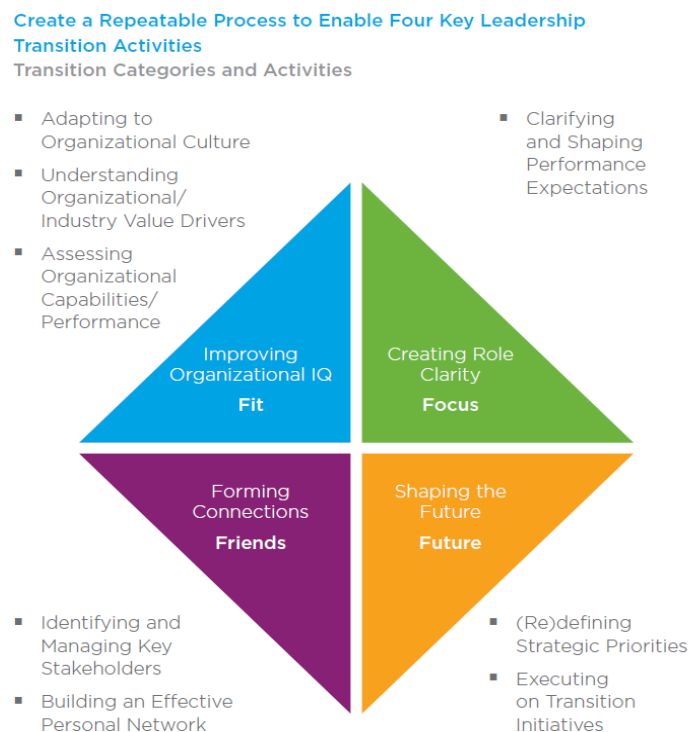 Create a Repeatable Process to Enable Four Key Leadership
Transition Activities
Transition Categories and Activities
▪ Adapting to
Organizational Culture
▪ Understanding
Organizational/
Industry Value Drivers
▪ Assessing
Organizational
Capabilities/
Performance
▪ Clarifying
and Shaping
Performance
Expectations
Improving
Organizational IQ
Fit
Creating Role
Clarity
Focus
Forming
Connections
Friends
Shaping the
Future
Future
▪ Identifying and
Managing Key
Stakeholders
▪ Building an Effective
Personal Network
▪ (Re)defining
Strategic Priorities
▪ Executing
on Transition
Initiatives